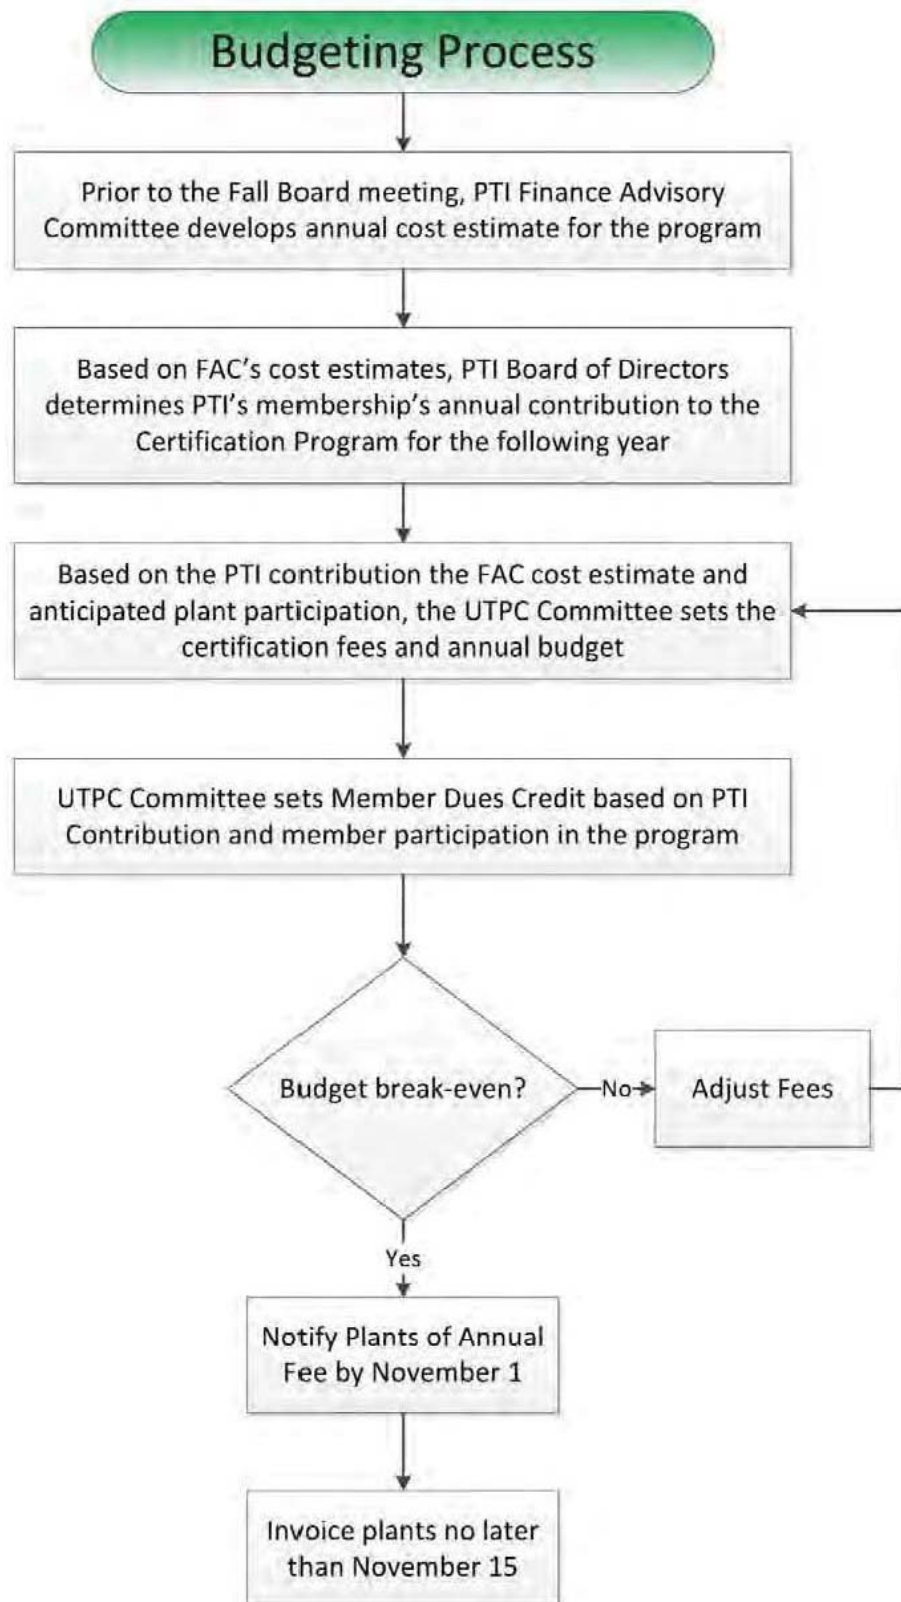 Budgeting Process
Prior to the Fall Board meeting, PTI Finance Advisory
Committee develops annual cost estimate for the program
Based on FAC's cost estimates, PTI Board of Directors
determines PTI's membership's annual contribution to the
Certification Program for the following year
Based on the PTI contribution the FAC cost estimate and
anticipated plant participation, the UTPC Committee sets the
certification fees and annual budget
UTPC Committee sets Member Dues Credit based on PTI
Contribution and member participation in the program
Budget break-even?
No
Adjust Fees
Yes
Notify Plants of Annual
Fee by November 1
Invoice plants no later
than November 15